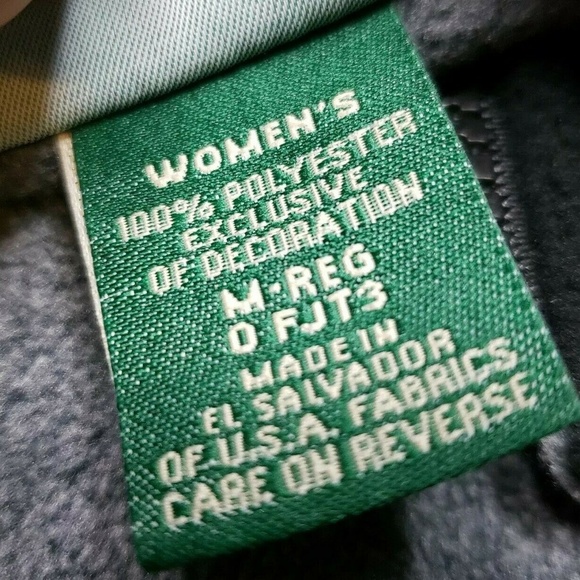 WOMEN'S
100% POLYESTER
EXCLUSIVE
OF DECORATION
M-REG
0 FJT3
MADE IN
EL SALVADOR
OF U.S.A. FABRICS
CARE ON REVERSE